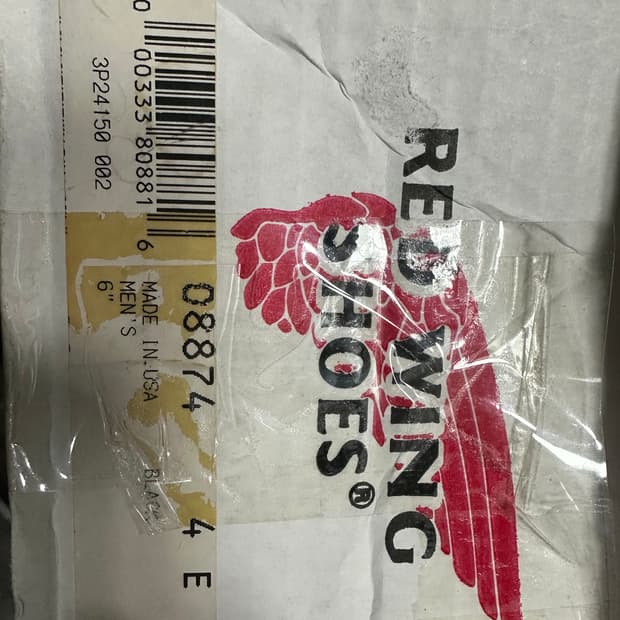 RED WING
SHOES®
08874 4 E
0 00333 80881 6
MADE IN USA
MEN'S
3P24150 002 6"